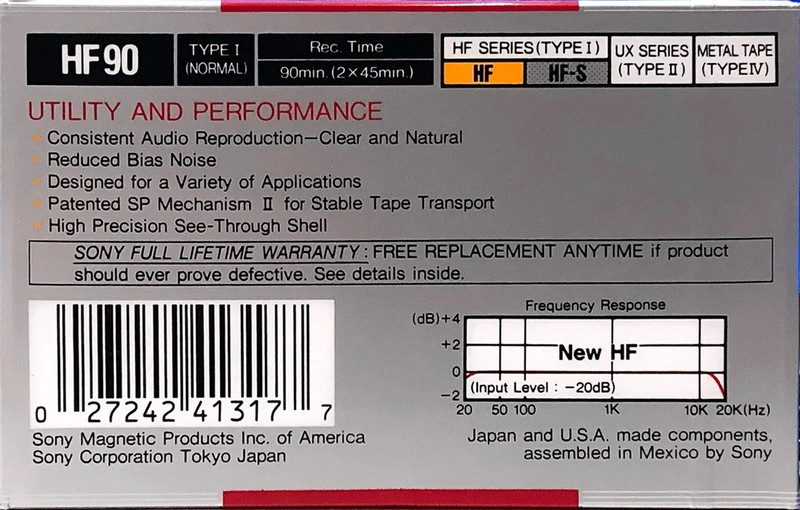 HF 90
TYPE I
(NORMAL)
Rec. Time
90min. (2×45min.)
HF SERIES (TYPE I)
HF
HF-S
UX SERIES
(TYPE II)
METAL TAPE
(TYPE IV)
UTILITY AND PERFORMANCE
Consistent Audio Reproduction—Clear and Natural
Reduced Bias Noise
Designed for a Variety of Applications
Patented SP Mechanism II for Stable Tape Transport
High Precision See-Through Shell
SONY FULL LIFETIME WARRANTY : FREE REPLACEMENT ANYTIME if product
should ever prove defective. See details inside.
0 27242 41317 7
Sony Magnetic Products Inc. of America
Sony Corporation Tokyo Japan
Frequency Response
(dB)+4
+2
0
−2
New HF
(Input Level : −20dB)
20 50 100 1K 10K 20K(Hz)
Japan and U.S.A. made components,
assembled in Mexico by Sony